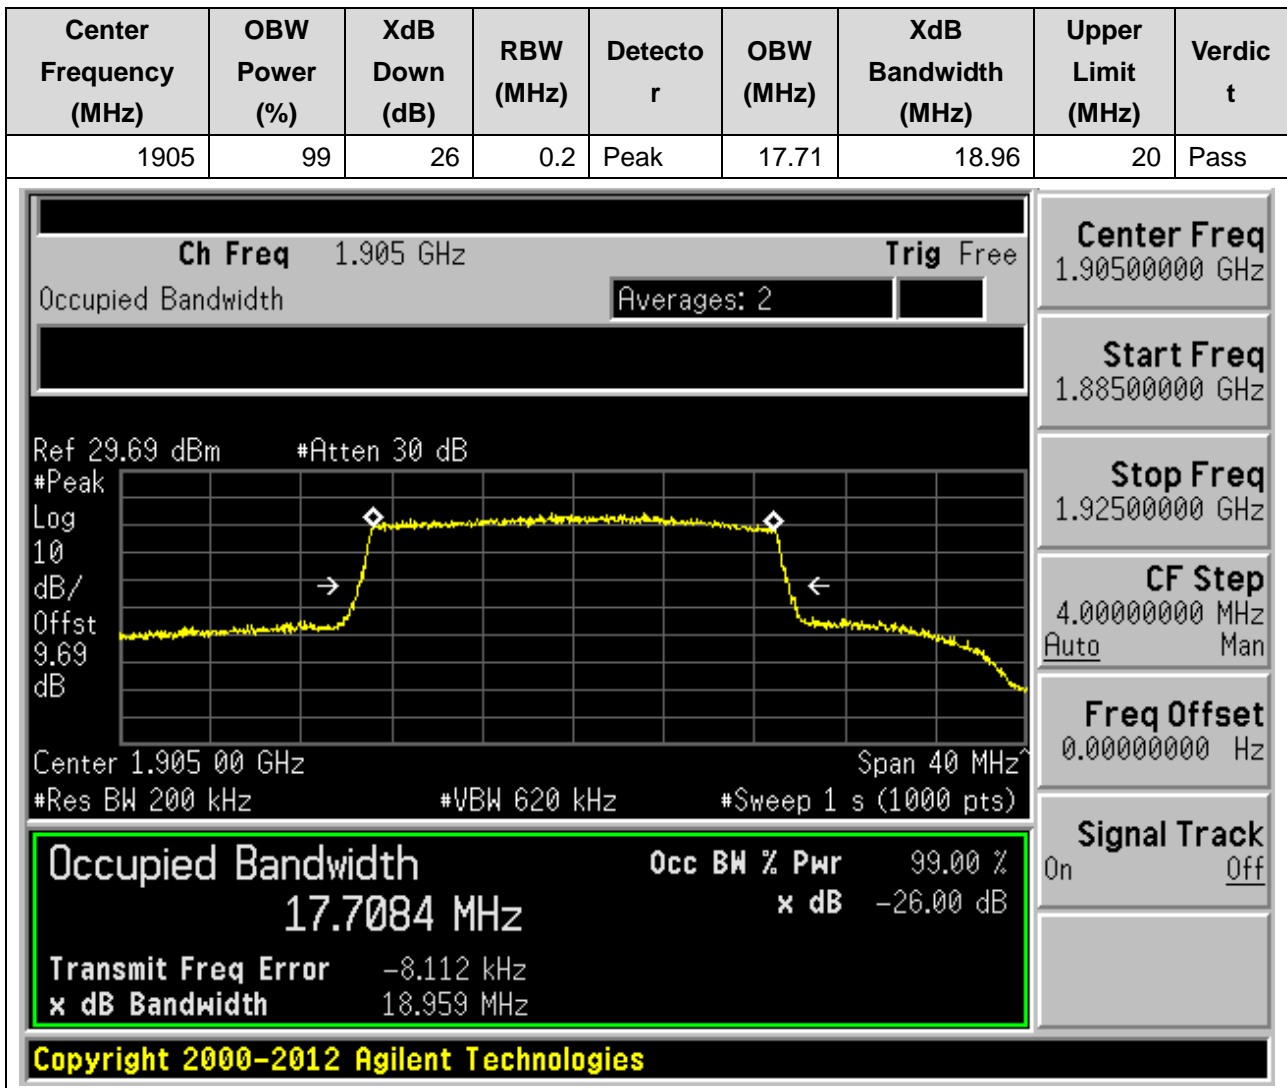 Center Frequency (MHz) OBW Power (%) XdB Down (dB) RBW (MHz) Detecto r OBW (MHz) XdB Bandwidth (MHz) Upper Limit (MHz) Verdic t
1905 99 26 0.2 Peak 17.71 18.96 20 Pass
Ch Freq 1.905 GHz Trig Free
Occupied Bandwidth Averages: 2
Ref 29.69 dBm #Atten 30 dB
#Peak
Log
10
dB/
Offst
9.69
dB
Center 1.905 00 GHz Span 40 MHz^
#Res BW 200 kHz #VBW 620 kHz #Sweep 1 s (1000 pts)
Occupied Bandwidth Occ BW % Pwr 99.00 %
17.7084 MHz x dB -26.00 dB
Transmit Freq Error -8.112 kHz
x dB Bandwidth 18.959 MHz
Copyright 2000-2012 Agilent Technologies
Center Freq
1.90500000 GHz
Start Freq
1.88500000 GHz
Stop Freq
1.92500000 GHz
CF Step
4.00000000 MHz
Auto Man
Freq Offset
0.00000000 Hz
Signal Track
On Off